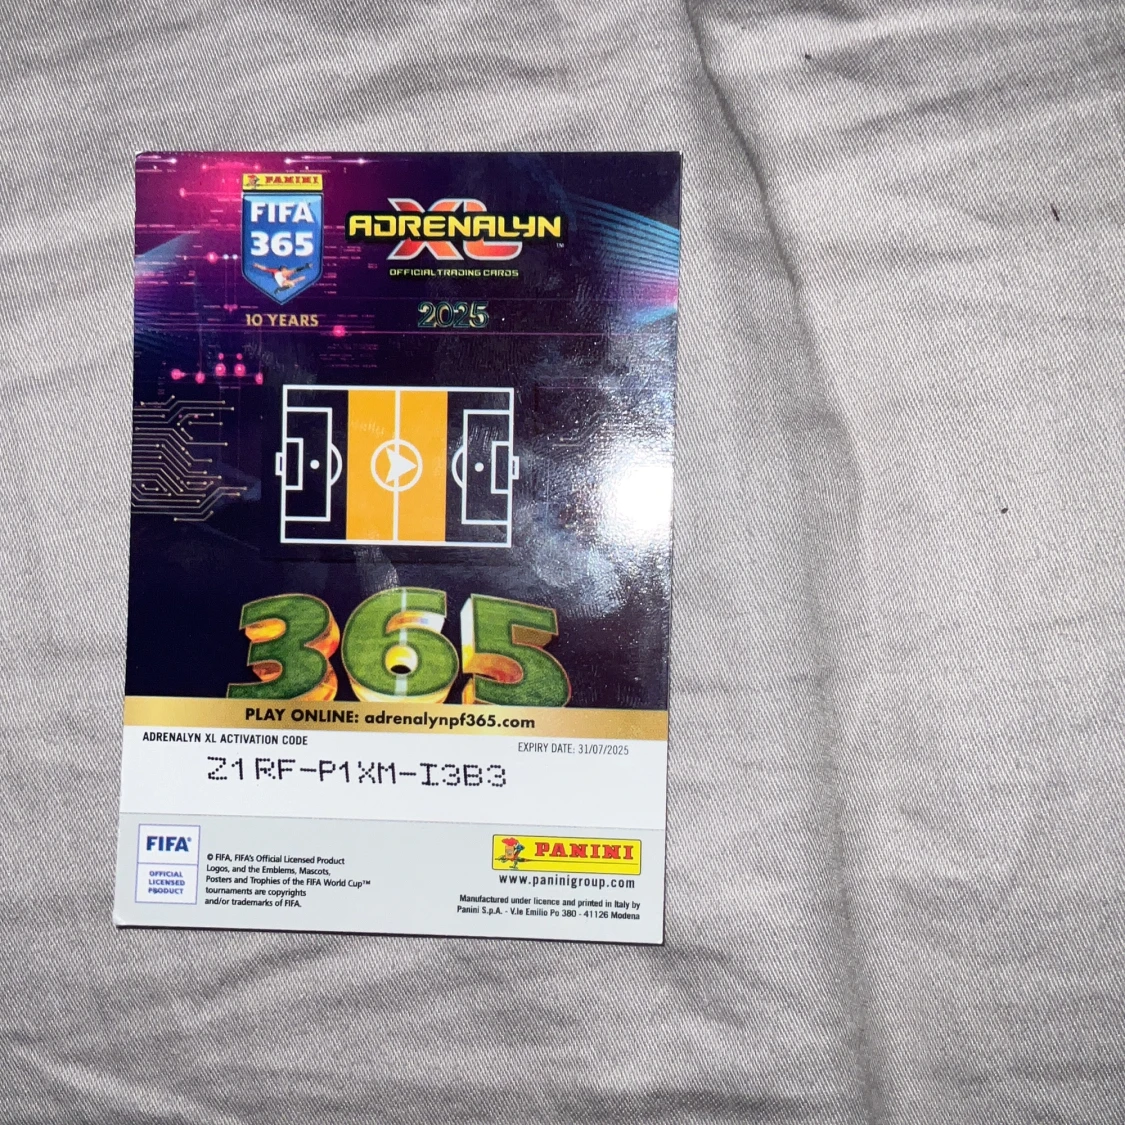 PANINI
FIFA
365
10 YEARS
ADRENALYN
XL
™
OFFICIAL TRADING CARDS
2025
365
PLAY ONLINE: adrenalynpf365.com
ADRENALYN XL ACTIVATION CODE
EXPIRY DATE: 31/07/2025
Z1RF-P1XM-I3B3
FIFA®
OFFICIAL
LICENSED
PRODUCT
© FIFA, FIFA's Official Licensed Product
Logos, and the Emblems, Mascots,
Posters and Trophies of the FIFA World Cup™
tournaments are copyrights
and/or trademarks of FIFA.
PANINI
www.paninigroup.com
Manufactured under licence and printed in Italy by
Panini S.p.A. - V.le Emilio Po 380 - 41126 Modena